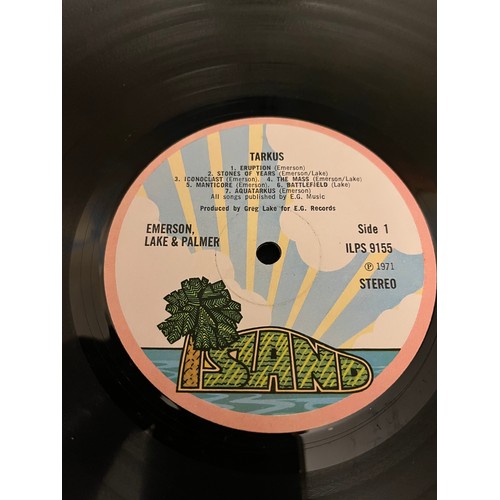 TARKUS
1. ERUPTION (Emerson)
2. STONES OF YEARS (Emerson/Lake)
3. ICONOCLAST (Emerson). 4. THE MASS (Emerson/Lake)
5. MANTICORE (Emerson). 6. BATTLEFIELD (Lake)
7. AQUATARKUS (Emerson)
All songs published by E.G. Music
Produced by Greg Lake for E.G. Records
EMERSON,
LAKE & PALMER
Side 1
ILPS 9155
Ⓟ 1971
STEREO
ISLAND